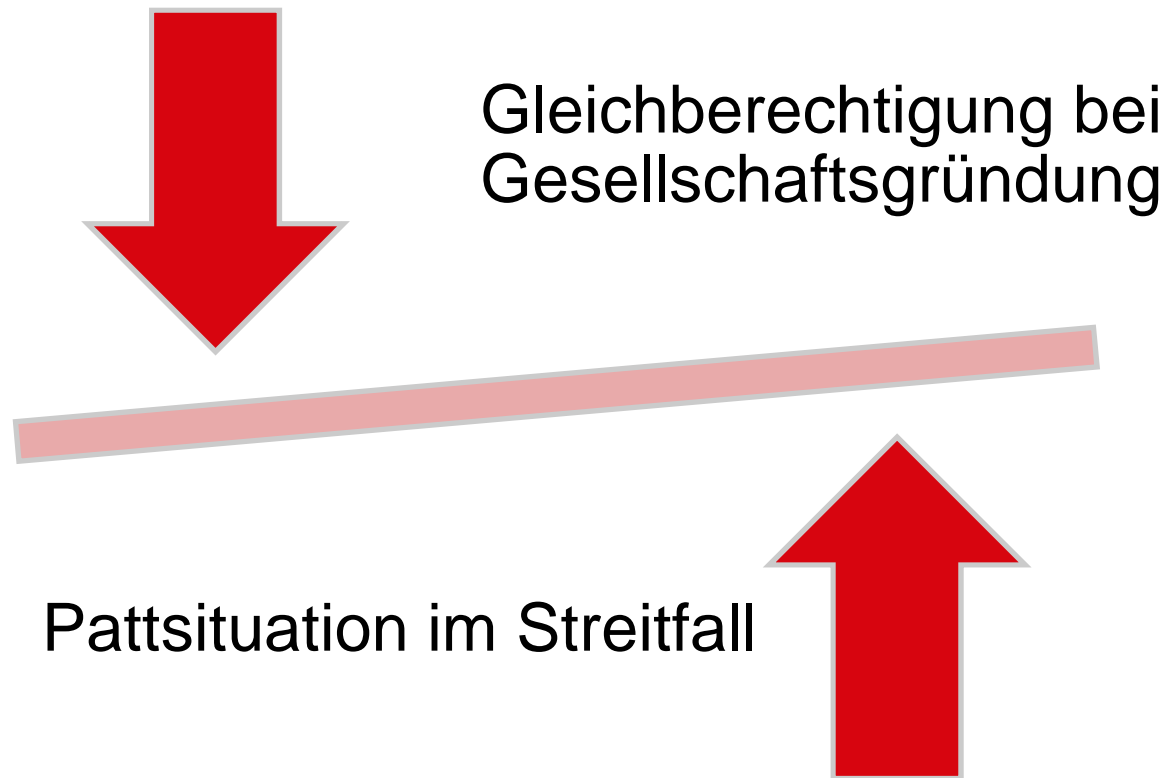 Gleichberechtigung bei
Gesellschaftsgründung
Pattsituation im Streitfall